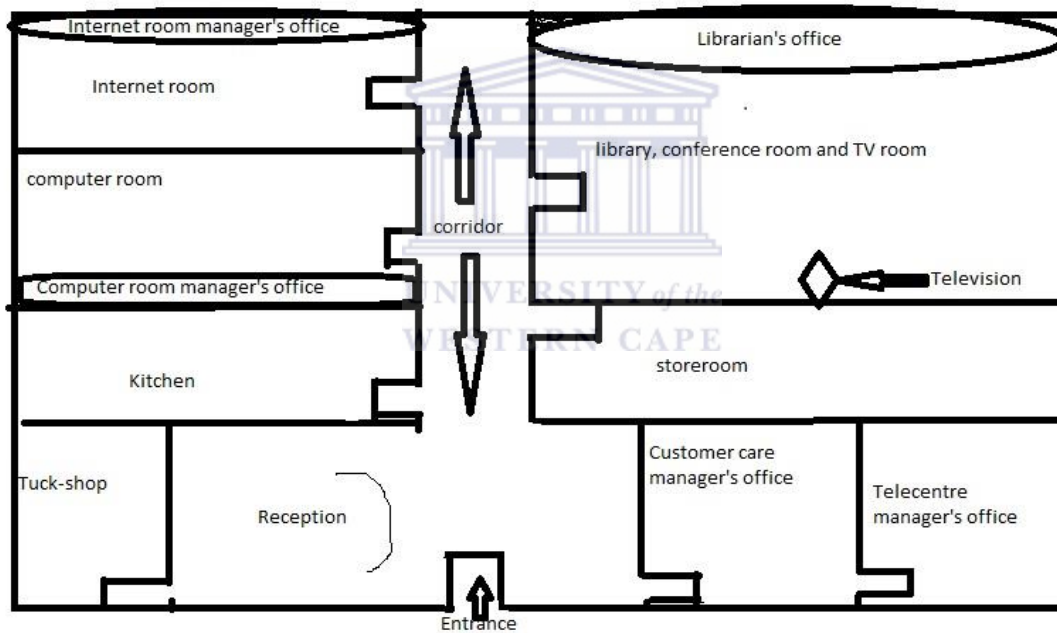 Internet room manager's office
Librarian's office
Internet room
library, conference room and TV room
computer room
corridor
Computer room manager's office
Television
UNIVERSITY of the
WESTERN CAPE
Kitchen
storeroom
Tuck-shop
Reception
Customer care
manager's office
Telecentre
manager's office
Entrance